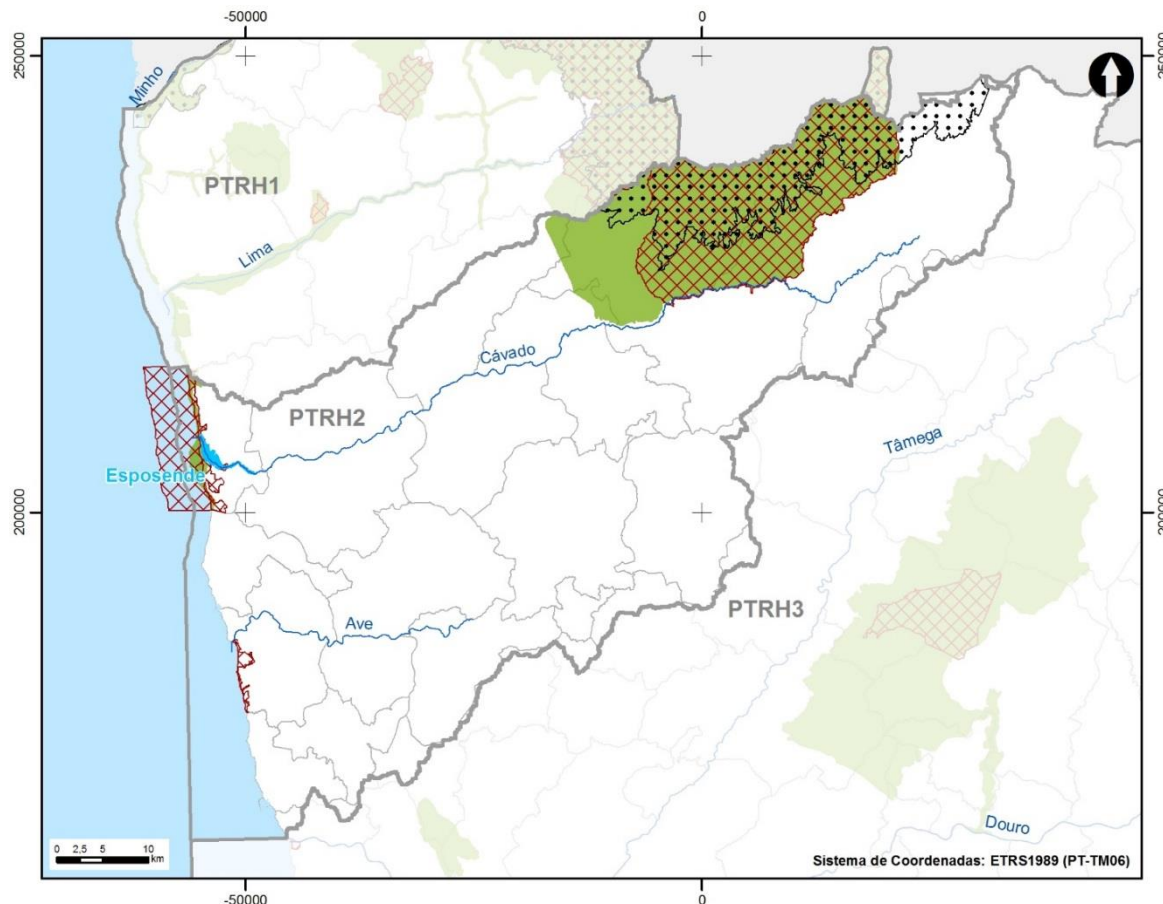 -50000
0
250000
250000
Minho
PTRH1
Lima
Cávado
PTRH2
Tâmega
Esposende
200000
200000
Ave
PTRH3
Douro
0 2,5 5 10
km
Sistema de Coordenadas: ETRS1989 (PT-TM06)
-50000
0